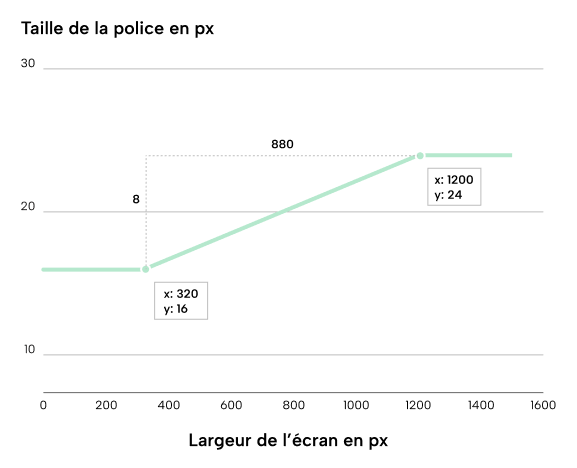 Taille de la police en px
30
880
x: 1200
y: 24
8
20
x: 320
y: 16
10
0 200 400 600 800 1000 1200 1400 1600
Largeur de l’écran en px